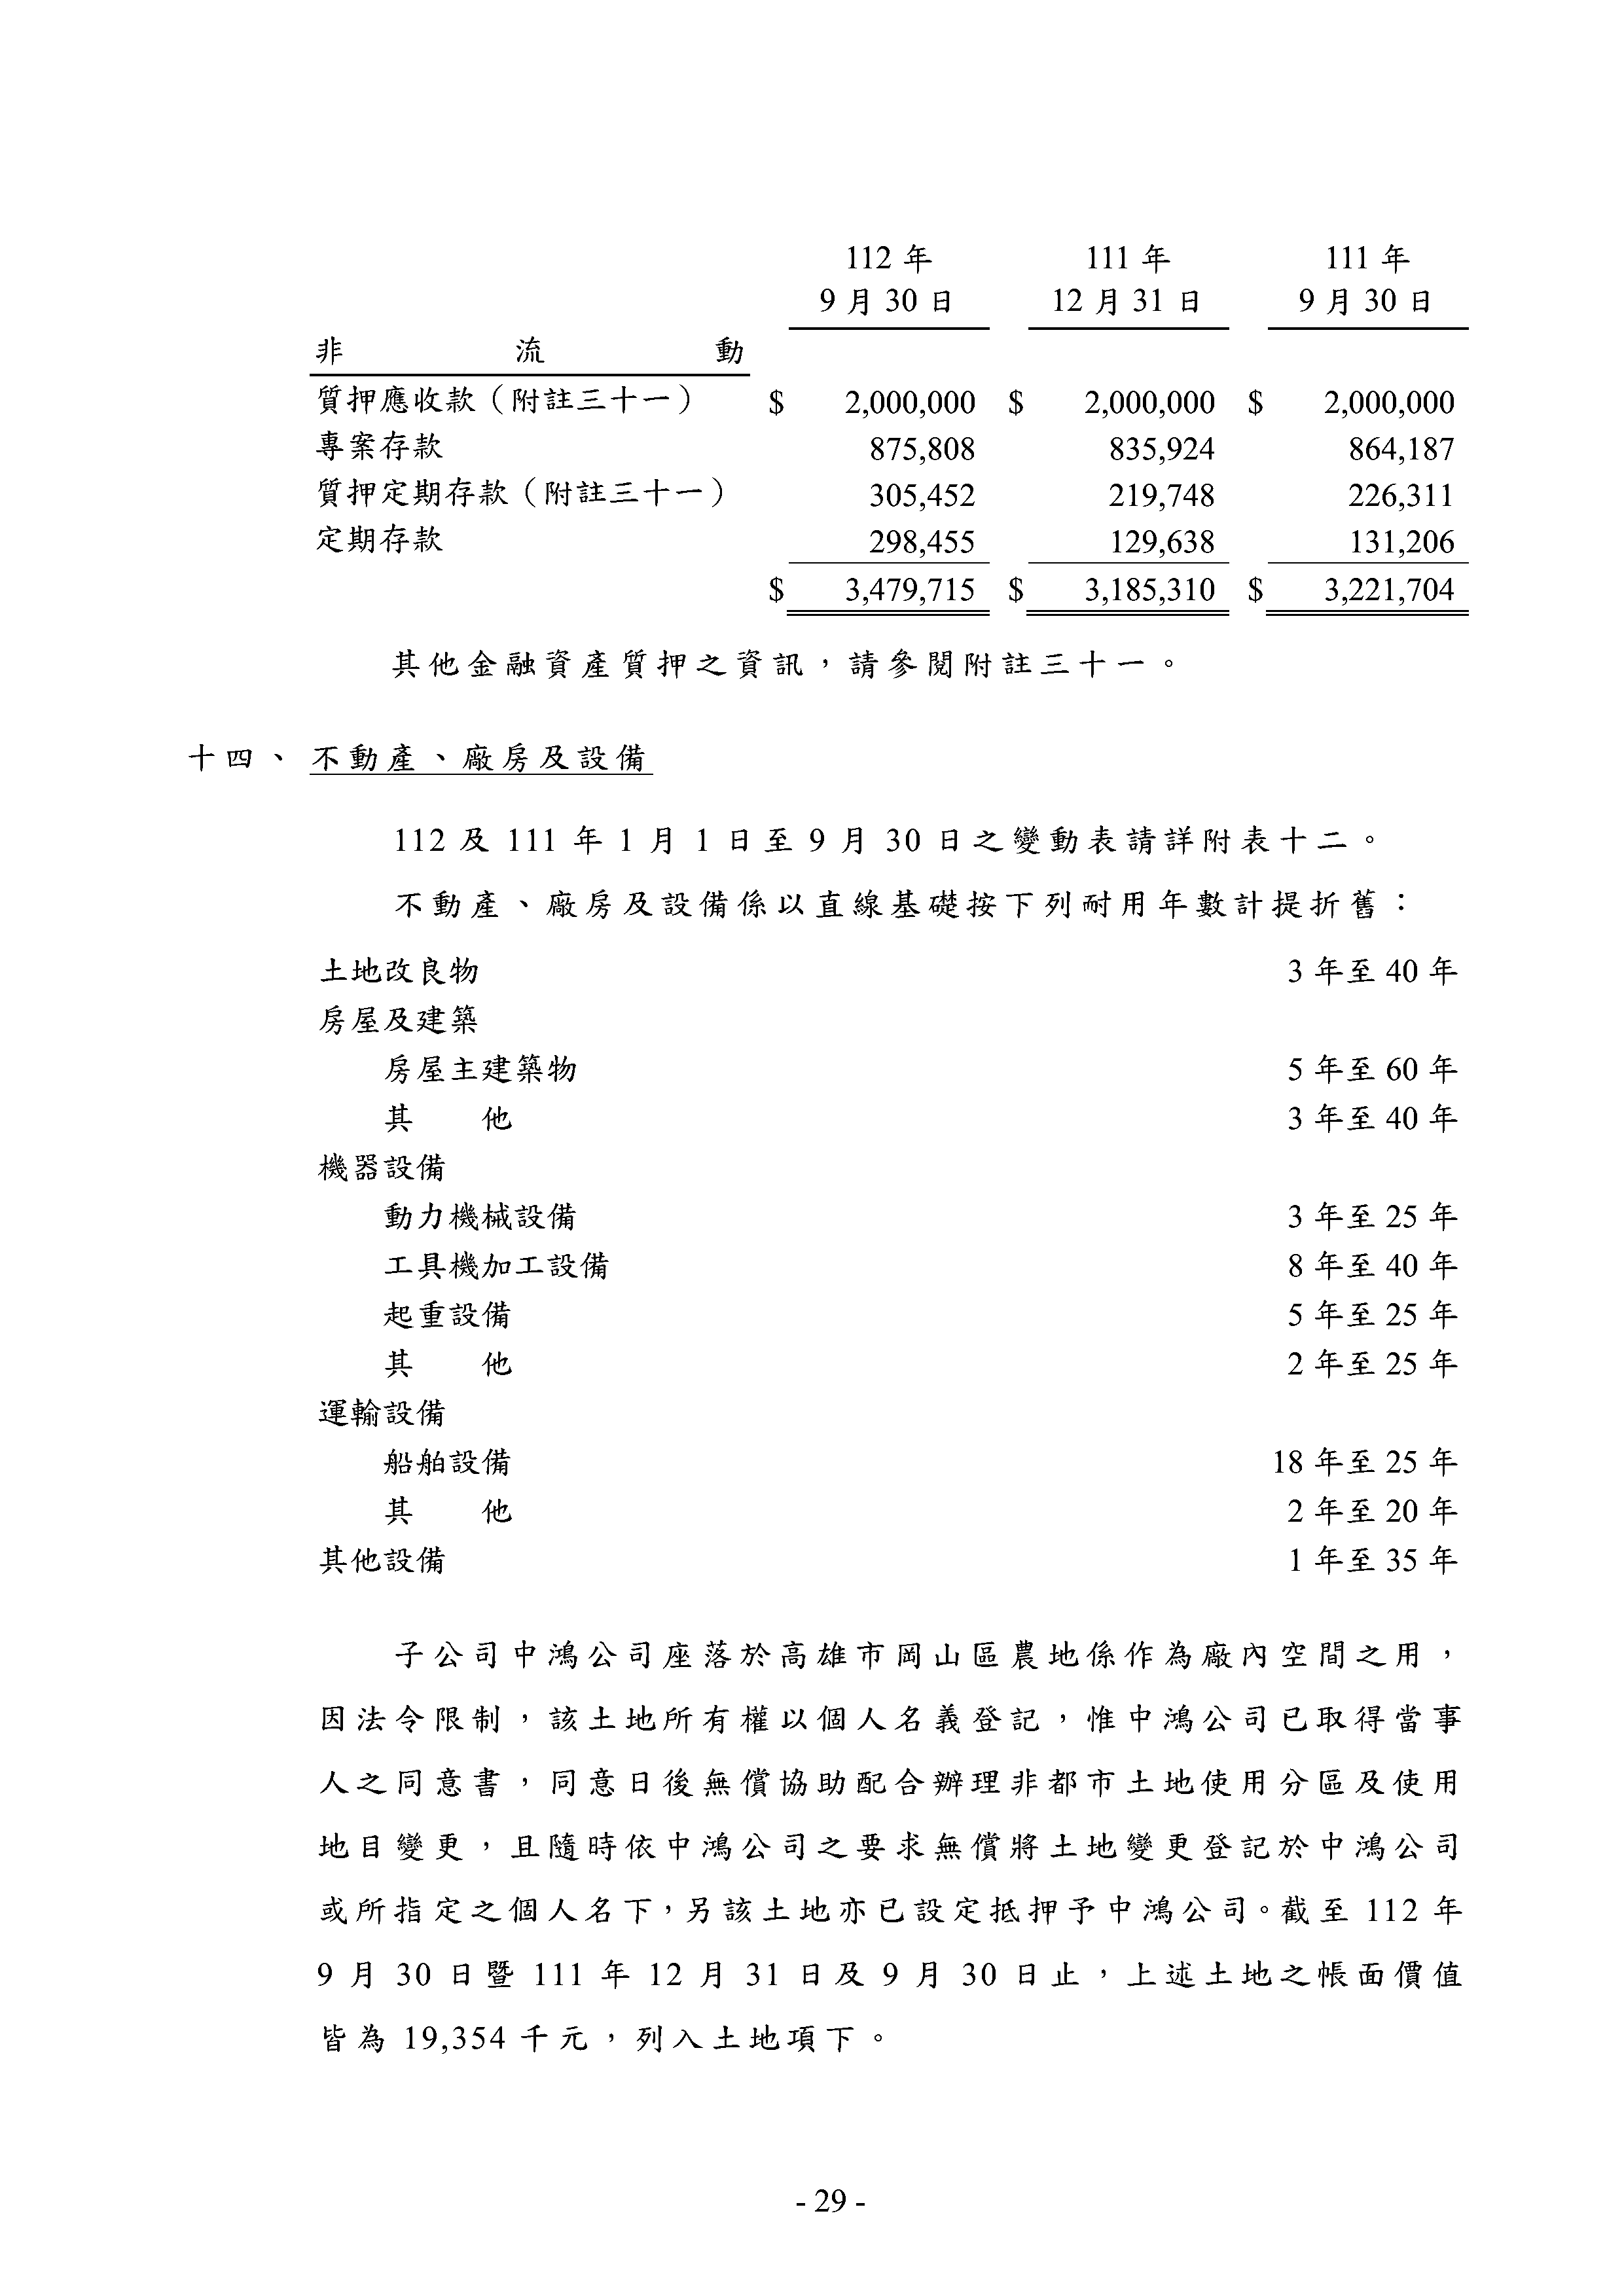 112 年 111 年 111 年
9 月 30 日 12 月 31 日 9 月 30 日
非 流 動
質押應收款（附註三十一） $ 2,000,000 $ 2,000,000 $ 2,000,000
專案存款 875,808 835,924 864,187
質押定期存款（附註三十一） 305,452 219,748 226,311
定期存款 298,455 129,638 131,206
$ 3,479,715 $ 3,185,310 $ 3,221,704
其他金融資產質押之資訊，請參閱附註三十一。
十四、不動產、廠房及設備
112 及 111 年 1 月 1 日至 9 月 30 日之變動表請詳附表十二。
不動產、廠房及設備係以直線基礎按下列耐用年數計提折舊：
土地改良物 3 年至 40 年
房屋及建築
房屋主建築物 5 年至 60 年
其 他 3 年至 40 年
機器設備
動力機械設備 3 年至 25 年
工具機加工設備 8 年至 40 年
起重設備 5 年至 25 年
其 他 2 年至 25 年
運輸設備
船舶設備 18 年至 25 年
其 他 2 年至 20 年
其他設備 1 年至 35 年
子公司中鴻公司座落於高雄市岡山區農地係作為廠內空間之用，
因法令限制，該土地所有權以個人名義登記，惟中鴻公司已取得當事
人之同意書，同意日後無償協助配合辦理非都市土地使用分區及使用
地目變更，且隨時依中鴻公司之要求無償將土地變更登記於中鴻公司
或所指定之個人名下，另該土地亦已設定抵押予中鴻公司。截至 112 年
9 月 30 日暨 111 年 12 月 31 日及 9 月 30 日止，上述土地之帳面價值
皆為 19,354 千元，列入土地項下。
- 29 -